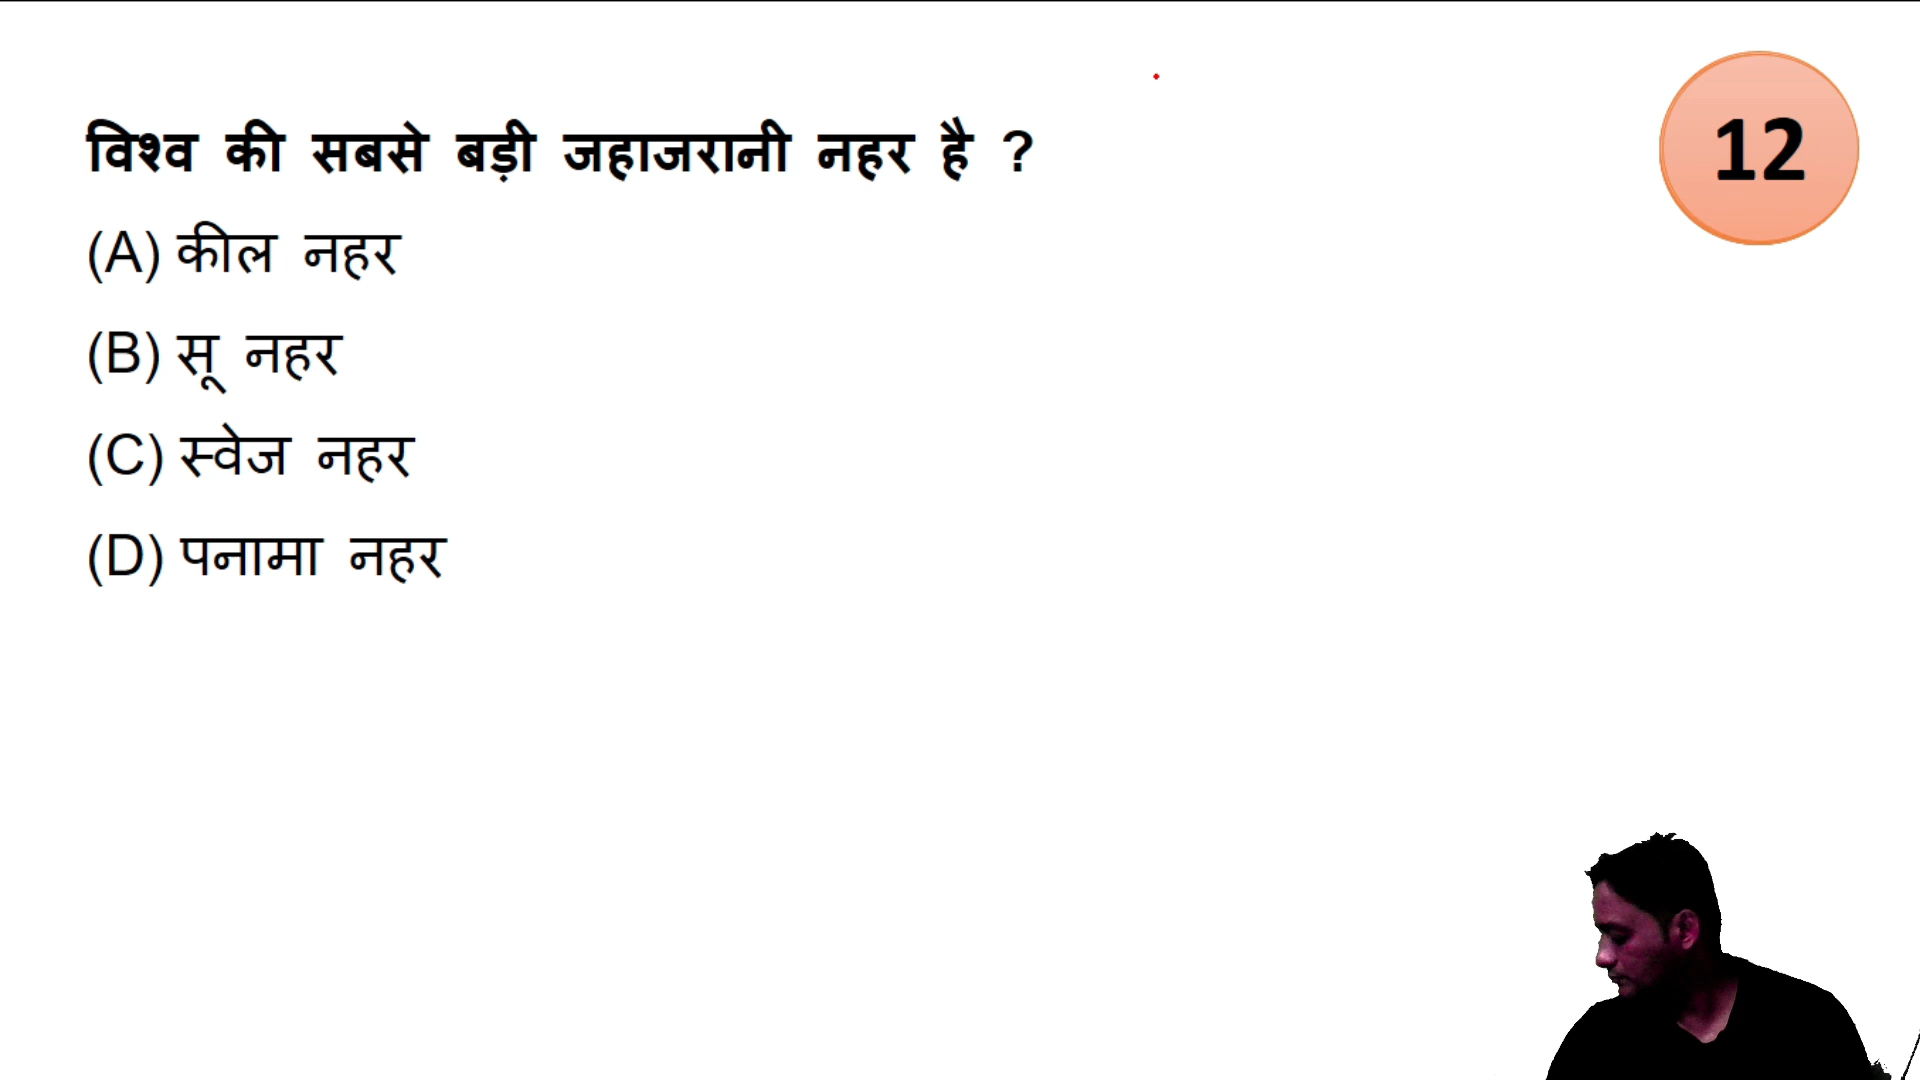 विश्व की सबसे बड़ी जहाजरानी नहर है ?
12
(A) कील नहर
(B) सू नहर
(C) स्वेज नहर
(D) पनामा नहर